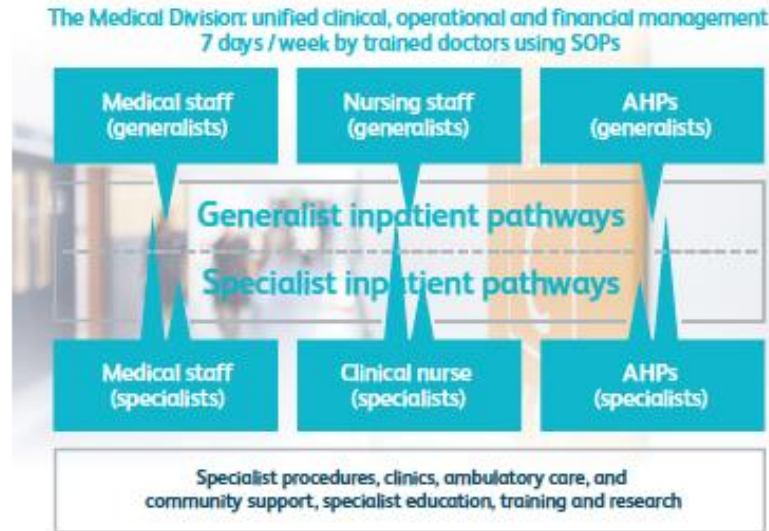 The Medical Division: unified clinical, operational and financial management
7 days / week by trained doctors using SOPs
Medical staff
(generalists)
Nursing staff
(generalists)
AHPs
(generalists)
Generalist inpatient pathways
Specialist inpatient pathways
Medical staff
(specialists)
Clinical nurse
(specialists)
AHPs
(specialists)
Specialist procedures, clinics, ambulatory care, and
community support, specialist education, training and research